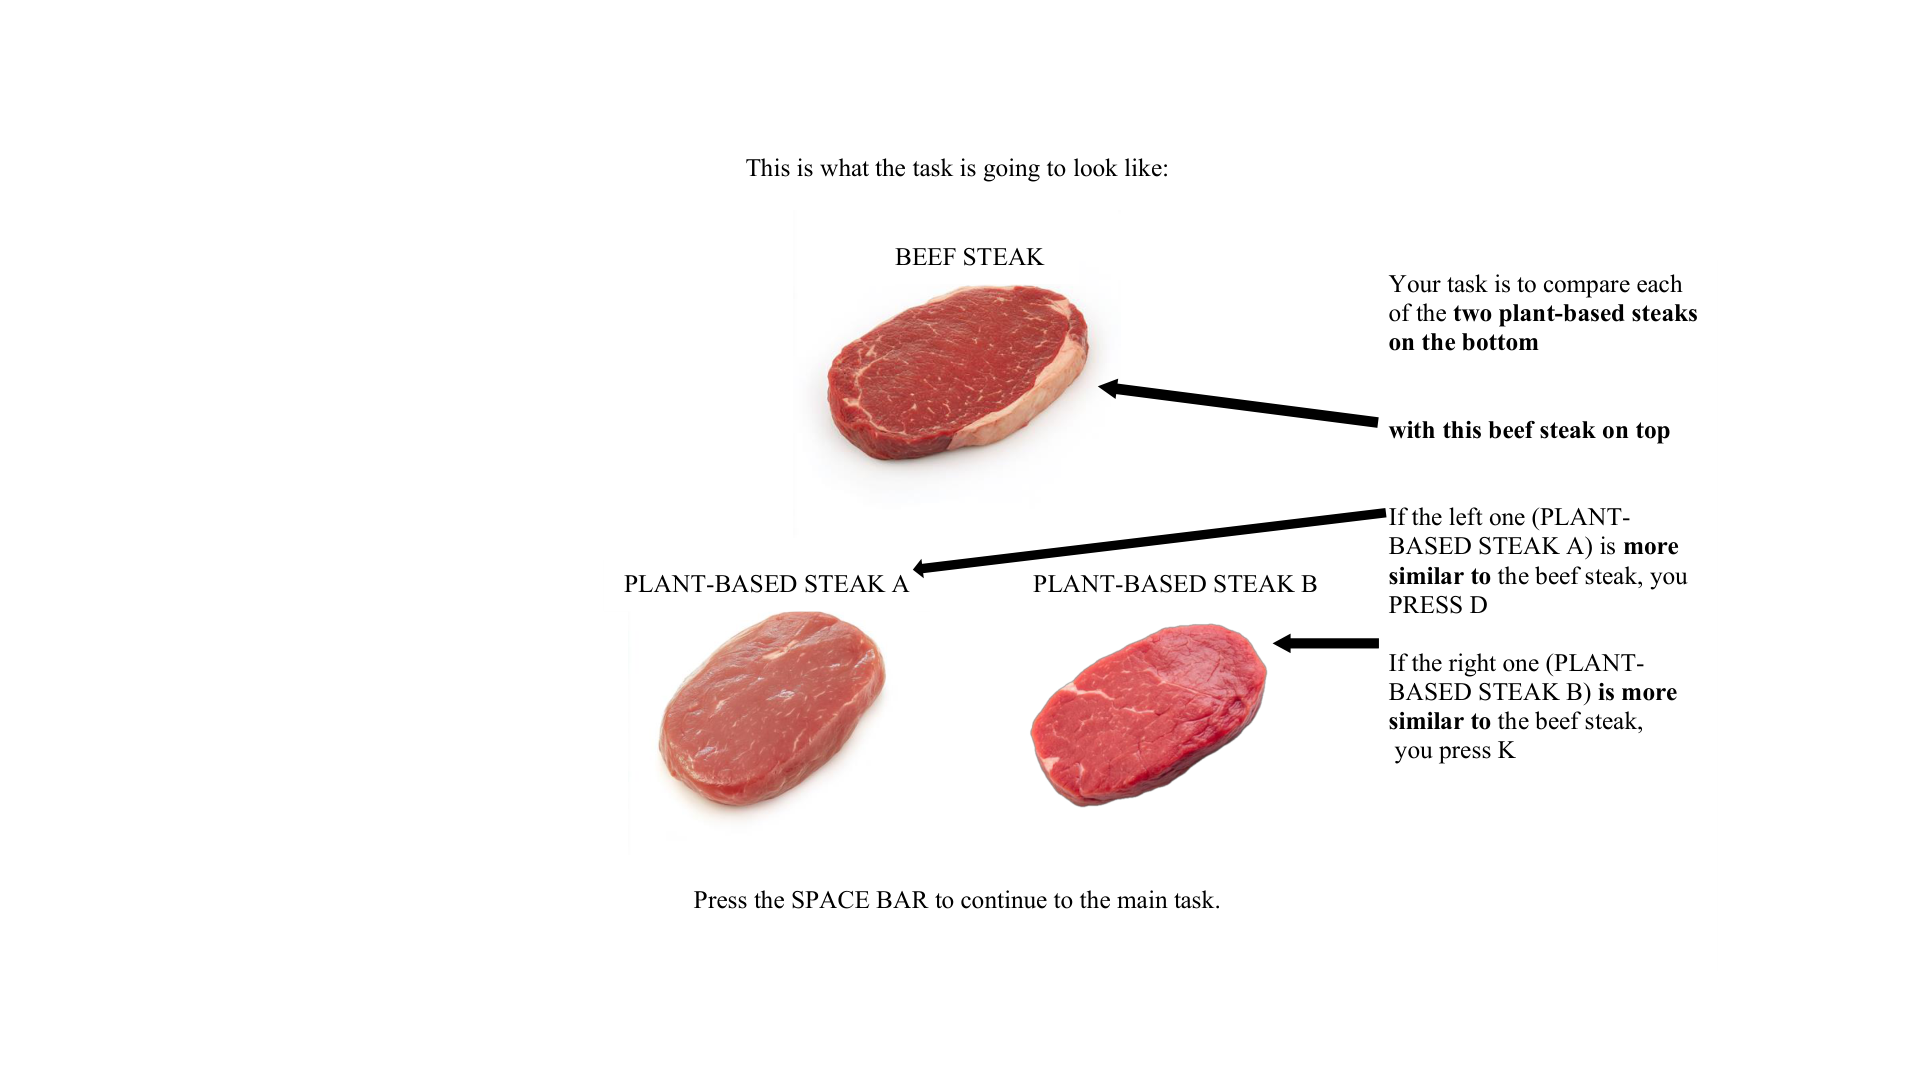 This is what the task is going to look like:
BEEF STEAK
Your task is to compare each
of the two plant-based steaks
on the bottom
with this beef steak on top
If the left one (PLANT-
BASED STEAK A) is more
similar to the beef steak, you
PRESS D
PLANT-BASED STEAK A
PLANT-BASED STEAK B
If the right one (PLANT-
BASED STEAK B) is more
similar to the beef steak,
you press K
Press the SPACE BAR to continue to the main task.